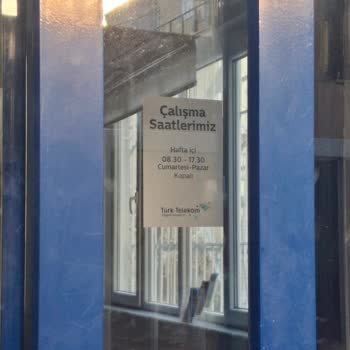 Çalışma
Saatlerimiz
Hafta içi
08.30 - 17.30
Cumartesi-Pazar
Kapalı
Türk Telekom